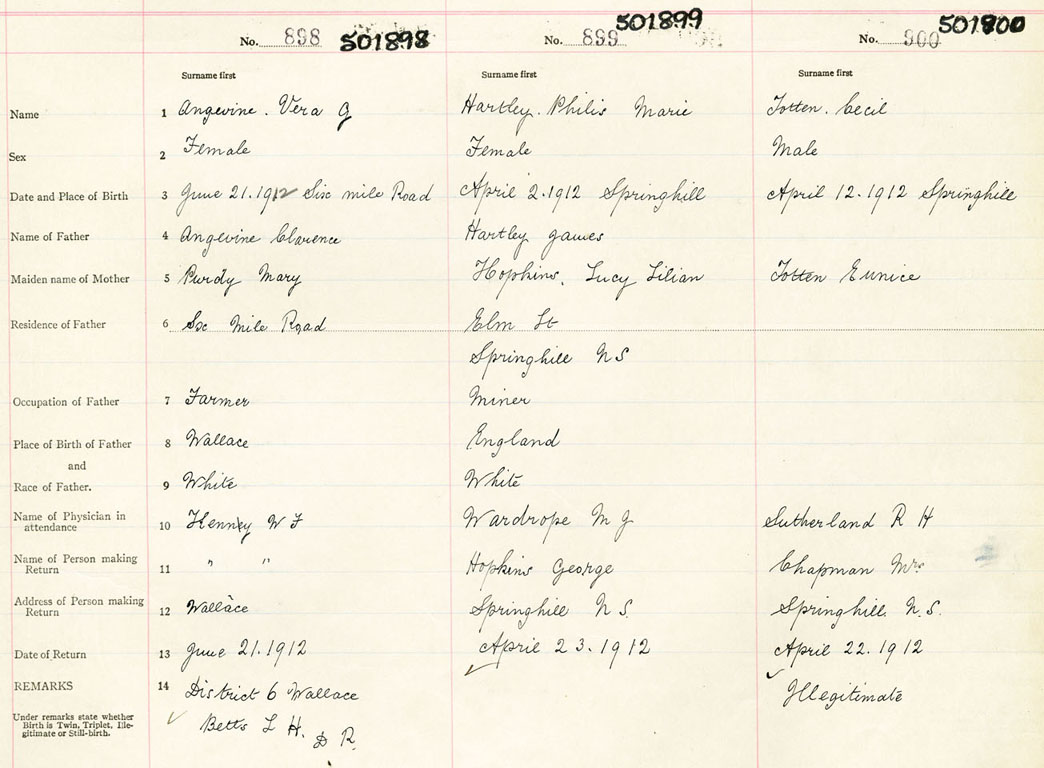 No. 898 501898 No. 899 501899 No. 900 501900
Surname first Surname first Surname first
Name 1 Angevine. Vera G Hartley. Philis Marie Totten. Cecil
Sex 2 Female Female Male
Date and Place of Birth 3 June 21.1912 Six mile Road April 2.1912 Springhill April 12.1912 Springhill
Name of Father 4 Angevine Clarence Hartley James
Maiden name of Mother 5 Purdy Mary Hopkins. Lucy Lilian Totten Eunice
Residence of Father 6 Six Mile Road Elm St
Springhill N S
Occupation of Father 7 Farmer Miner
Place of Birth of Father 8 Wallace England
and
Race of Father. 9 White White
Name of Physician in
attendance 10 Kenney W F Wardrope M J Sutherland R H
Name of Person making
Return 11 " " Hopkins George Chapman Mrs
Address of Person making
Return 12 Wallace Springhill N S. Springhill. N.S.
Date of Return 13 June 21.1912 April 23.1912 April 22.1912
REMARKS 14 District 6 Wallace Illegitimate
Under remarks state whether
Birth is Twin, Triplet, Ille-
gitimate or Still-birth.
Betts L H. D R.